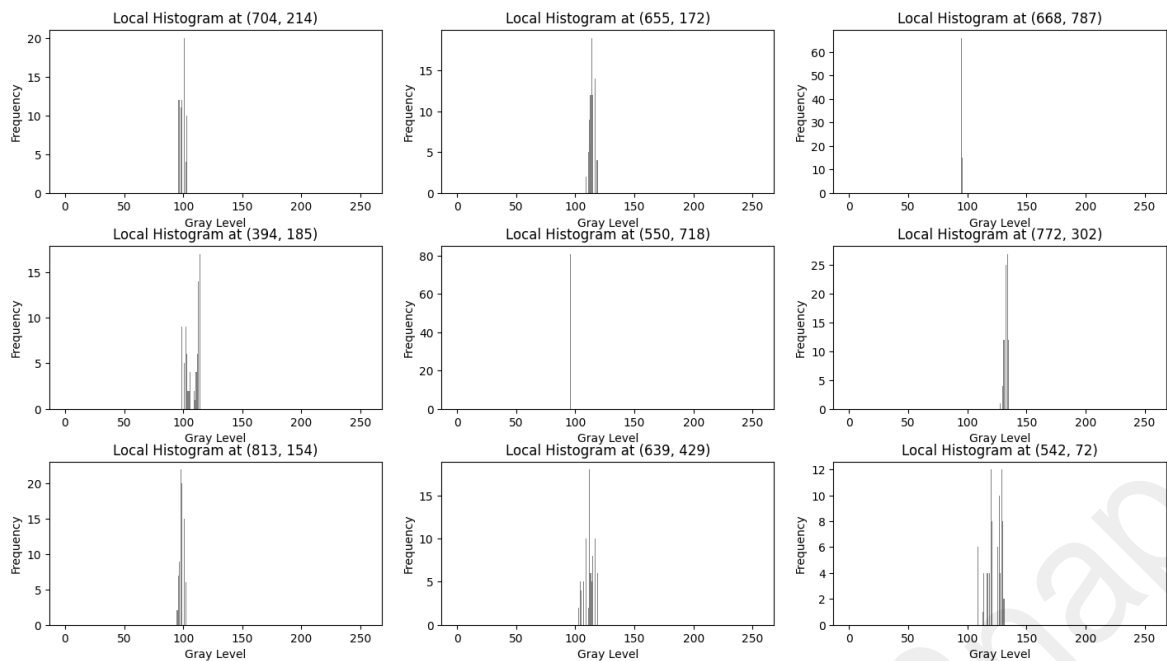 Local Histogram at (704, 214)
Local Histogram at (655, 172)
Local Histogram at (668, 787)
20
15
10
5
0
Frequency
0 50 100 150 200 250
Gray Level
15
10
5
0
Frequency
0 50 100 150 200 250
Gray Level
60
50
40
30
20
10
0
Frequency
0 50 100 150 200 250
Gray Level
Local Histogram at (394, 185)
Local Histogram at (550, 718)
Local Histogram at (772, 302)
15
10
5
0
Frequency
0 50 100 150 200 250
Gray Level
80
60
40
20
0
Frequency
0 50 100 150 200 250
Gray Level
25
20
15
10
5
0
Frequency
0 50 100 150 200 250
Gray Level
Local Histogram at (813, 154)
Local Histogram at (639, 429)
Local Histogram at (542, 72)
20
15
10
5
0
Frequency
0 50 100 150 200 250
Gray Level
15
10
5
0
Frequency
0 50 100 150 200 250
Gray Level
12
10
8
6
4
2
0
Frequency
0 50 100 150 200 250
Gray Level